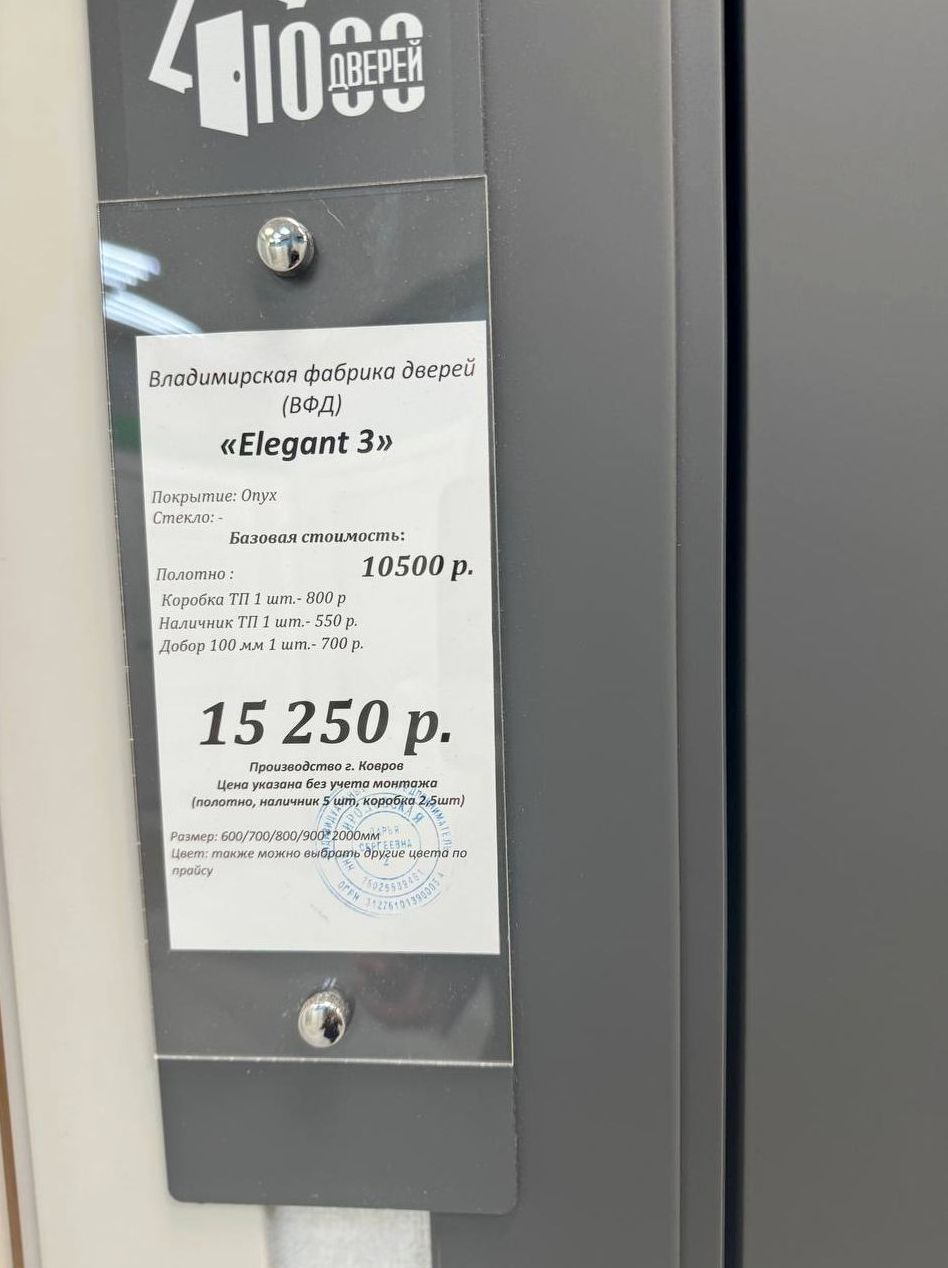 1000
ДВЕРЕЙ
Владимирская фабрика дверей
(ВФД)
«Elegant 3»
Покрытие: Onyx
Стекло: -
Базовая стоимость:
Полотно : 10500 р.
Коробка ТП 1 шт.- 800 р
Наличник ТП 1 шт.- 550 р.
Добор 100 мм 1 шт.- 700 р.
15 250 р.
Производство г. Ковров
Цена указана без учета монтажа
(полотно, наличник 5 шт, коробка 2,5шт)
Размер: 600/700/800/900*2000мм
Цвет: также можно выбрать другие цвета по
прайсу
ДАРЬЯ
СЕРГЕЕВНА